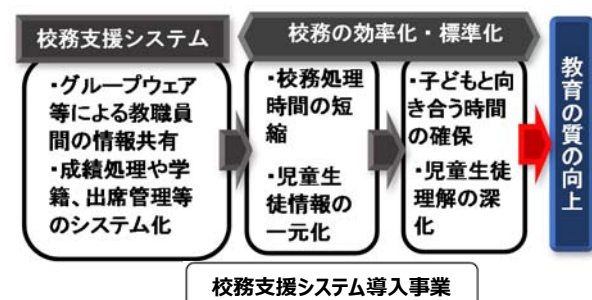 校務支援システム
校務の効率化・標準化
・グループウェア
等による教職員
間の情報共有
・成績処理や学
籍、出席管理等
のシステム化
・校務処理
時間の短
縮
・児童生
徒情報の
一元化
・子どもと向
き合う時間
の確保
・児童生徒
理解の深
化
教育の質の向上
校務支援システム導入事業